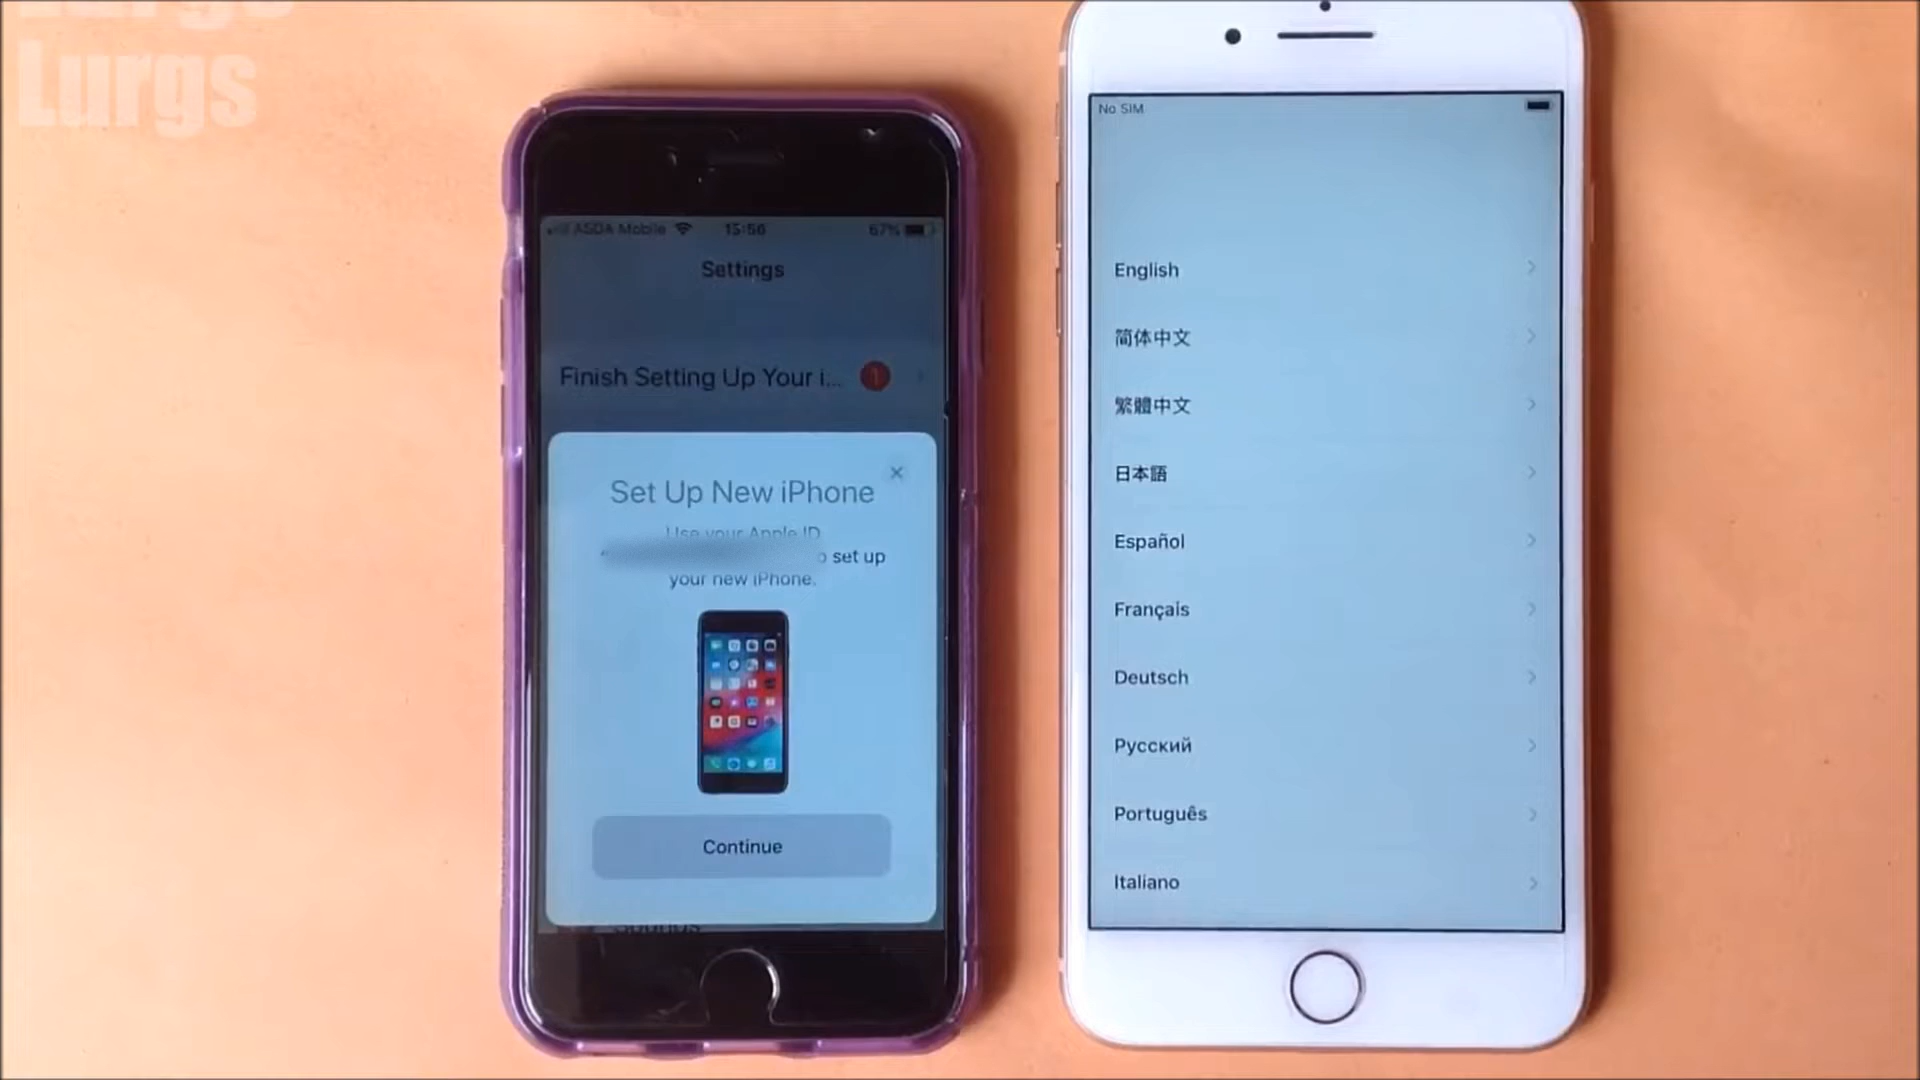 Lurgs
ASDA Mobile 15:56 67%
Settings
Finish Setting Up Your i... 1
Set Up New iPhone
Use your Apple ID
o set up
your new iPhone.
Continue
Sounds
No SIM
English
简体中文
繁體中文
日本語
Español
Français
Deutsch
Русский
Português
Italiano